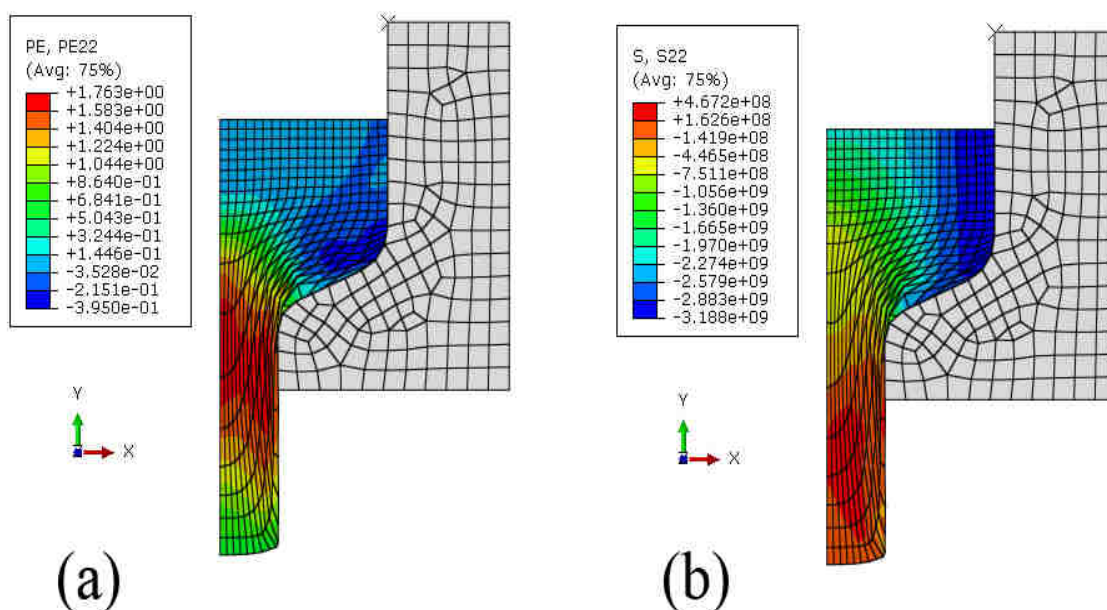 PE, PE22
(Avg: 75%)
+1.763e+00
+1.583e+00
+1.404e+00
+1.224e+00
+1.044e+00
+8.640e-01
+6.841e-01
+5.043e-01
+3.244e-01
+1.446e-01
-3.528e-02
-2.151e-01
-3.950e-01
Y
X
(a)
S, S22
(Avg: 75%)
+4.672e+08
+1.626e+08
-1.419e+08
-4.465e+08
-7.511e+08
-1.056e+09
-1.360e+09
-1.665e+09
-1.970e+09
-2.274e+09
-2.579e+09
-2.883e+09
-3.188e+09
Y
X
(b)